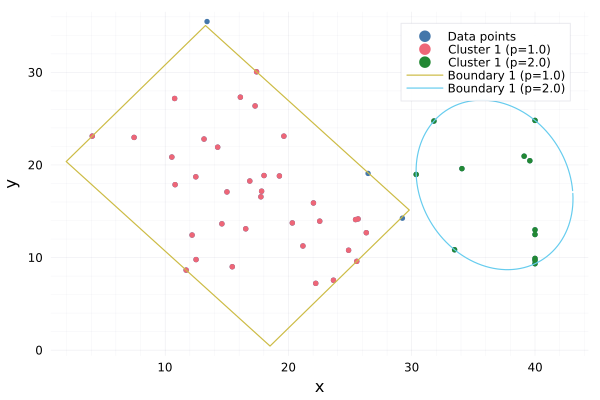 Data points
Cluster 1 (p=1.0)
Cluster 1 (p=2.0)
Boundary 1 (p=1.0)
Boundary 1 (p=2.0)
30
20
10
0
y
10 20 30 40
x